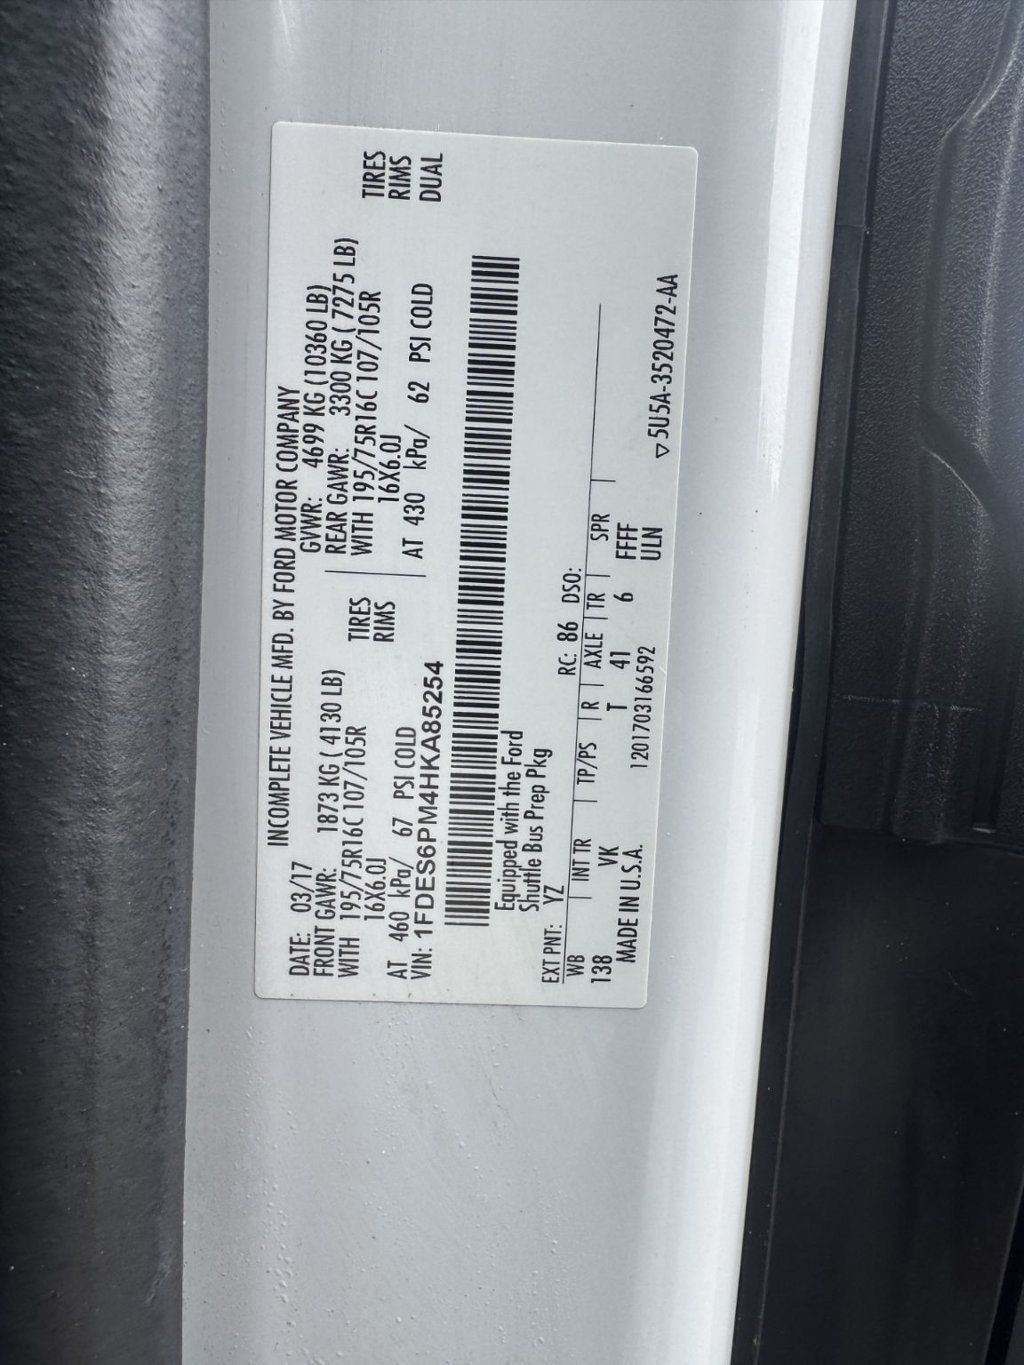 INCOMPLETE VEHICLE MFD. BY FORD MOTOR COMPANY
DATE: 03/17 GVWR: 4699 KG (10360 LB)
FRONT GAWR: 1873 KG ( 4130 LB) REAR GAWR: 3300 KG ( 7275 LB)
WITH 195/75R16C 107/105R TIRES WITH 195/75R16C 107/105R TIRES
16X6.0J RIMS 16X6.0J RIMS
AT 460 kPa/ 67 PSI COLD AT 430 kPa/ 62 PSI COLD DUAL
VIN: 1FDES6PM4HKA85254
Equipped with the Ford
Shuttle Bus Prep Pkg
EXT PNT: YZ RC: 86 DSO:
WB INT TR TP/PS R AXLE TR SPR
138 VK T 41 6 FFFF
MADE IN U.S.A. 1201703166592 ULN
▽5U5A-3520472-AA